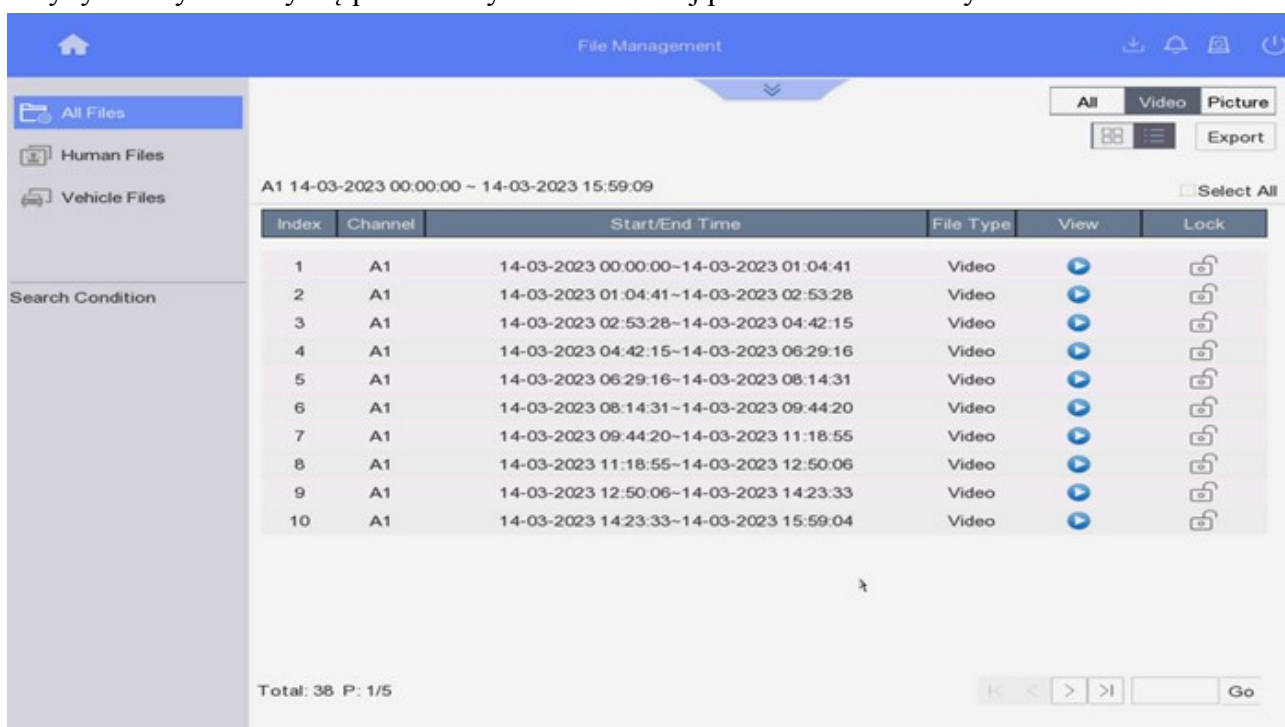 File Management
All Files
Human Files
Vehicle Files
Search Condition
All Video Picture
Export
A1 14-03-2023 00:00:00 ~ 14-03-2023 15:59:09
Select All
Index Channel Start/End Time File Type View Lock
1 A1 14-03-2023 00:00:00~14-03-2023 01:04:41 Video
2 A1 14-03-2023 01:04:41~14-03-2023 02:53:28 Video
3 A1 14-03-2023 02:53:28~14-03-2023 04:42:15 Video
4 A1 14-03-2023 04:42:15~14-03-2023 06:29:16 Video
5 A1 14-03-2023 06:29:16~14-03-2023 08:14:31 Video
6 A1 14-03-2023 08:14:31~14-03-2023 09:44:20 Video
7 A1 14-03-2023 09:44:20~14-03-2023 11:18:55 Video
8 A1 14-03-2023 11:18:55~14-03-2023 12:50:06 Video
9 A1 14-03-2023 12:50:06~14-03-2023 14:23:33 Video
10 A1 14-03-2023 14:23:33~14-03-2023 15:59:04 Video
Total: 38 P: 1/5
Go